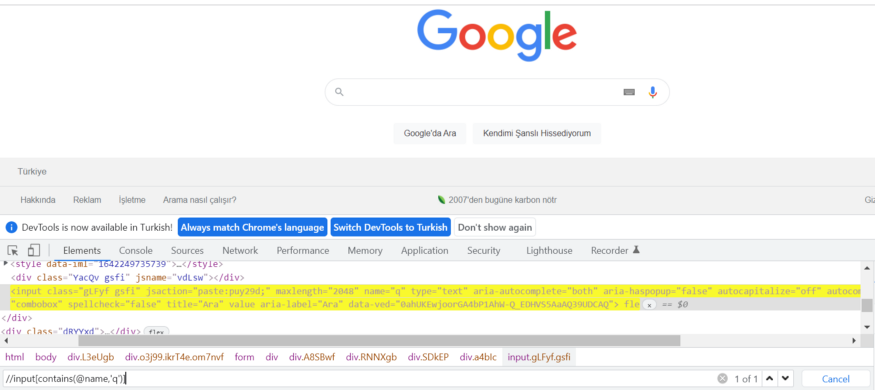 Google
Google'da Ara Kendimi Şanslı Hissediyorum
Türkiye
Hakkında Reklam İşletme Arama nasıl çalışır? 2007'den bugüne karbon nötr Giz
DevTools is now available in Turkish! Always match Chrome's language Switch DevTools to Turkish Don't show again
Elements Console Sources Network Performance Memory Application Security Lighthouse Recorder
<style data-iml="1642249735739">…</style>
<div class="YacQv gsfi" jsname="vdLsw"></div>
<input class="gLFyf gsfi" jsaction="paste:puy29d;" maxlength="2048" name="q" type="text" aria-autocomplete="both" aria-haspopup="false" autocapitalize="off" autocom
"combobox" spellcheck="false" title="Ara" value aria-label="Ara" data-ved="0ahUKEwjoorGA4bP1AhW-Q_EDHVS5AaAQ39UDCAQ"> fle x == $0
</div>
<div class="dRYYxd">…</div> flex
html body div.L3eUgb div.o3j99.ikrT4e.om7nvf form div div.A8SBwf div.RNNXgb div.SDkEP div.a4bIc input.gLFyf.gsfi
//input[contains(@name,'q')] 1 of 1 Cancel